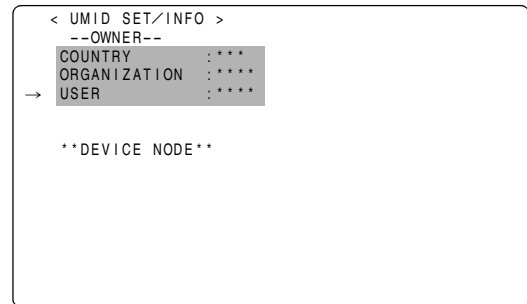 < UMID SET/INFO >
--OWNER--
COUNTRY :***
ORGANIZATION :****
→ USER :****
**DEVICE NODE**